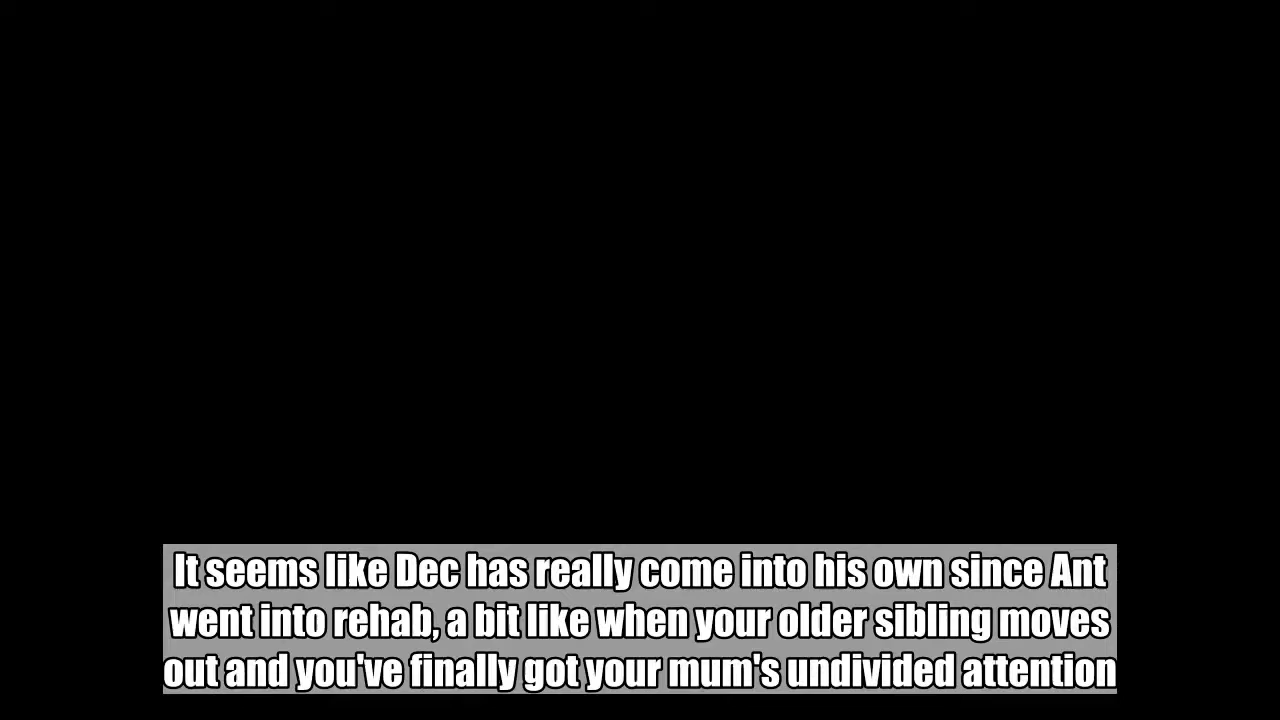 It seems like Dec has really come into his own since Ant
went into rehab, a bit like when your older sibling moves
out and you've finally got your mum's undivided attention